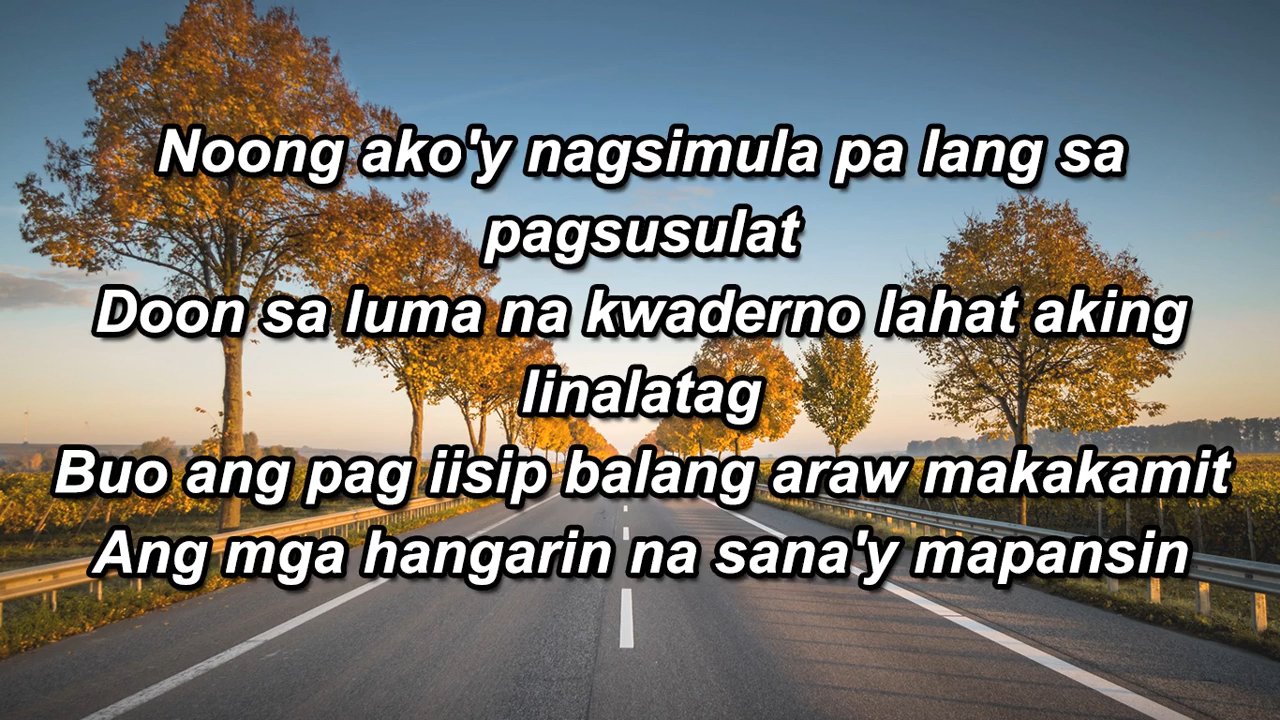 Noong ako'y nagsimula pa lang sa
pagsusulat
Doon sa luma na kwaderno lahat aking
linalatag
Buo ang pag iisip balang araw makakamit
Ang mga hangarin na sana'y mapansin